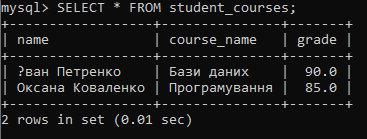 mysql> SELECT * FROM student_courses;
+------------------+---------------+-------+
| name             | course_name   | grade |
+------------------+---------------+-------+
| ?ван Петренко    | Бази даних    |  90.0 |
| Оксана Коваленко | Програмування |  85.0 |
+------------------+---------------+-------+
2 rows in set (0.01 sec)